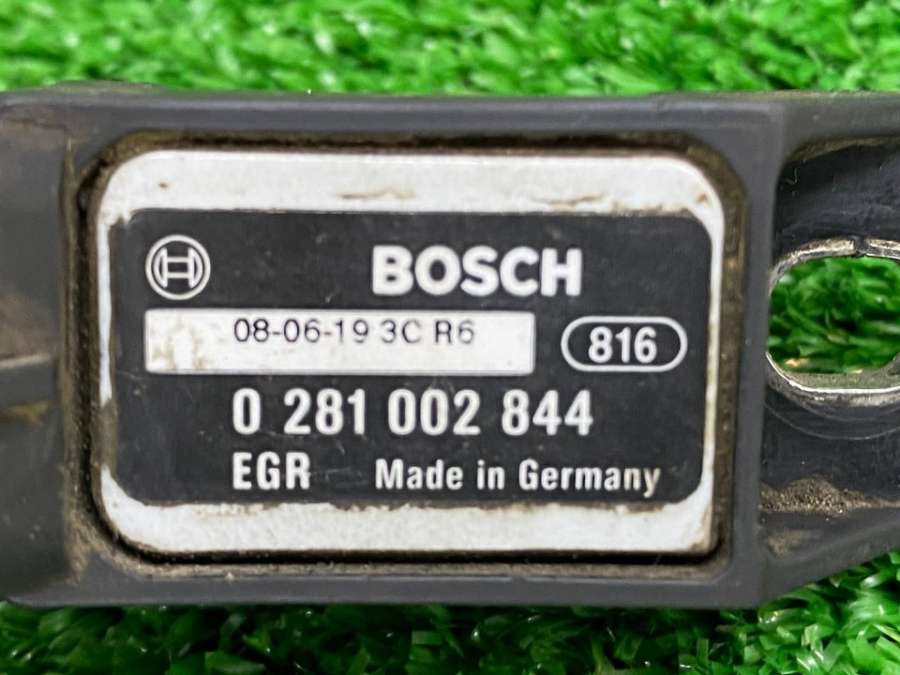 BOSCH
08-06-19 3C R6
816
0 281 002 844
EGR Made in Germany